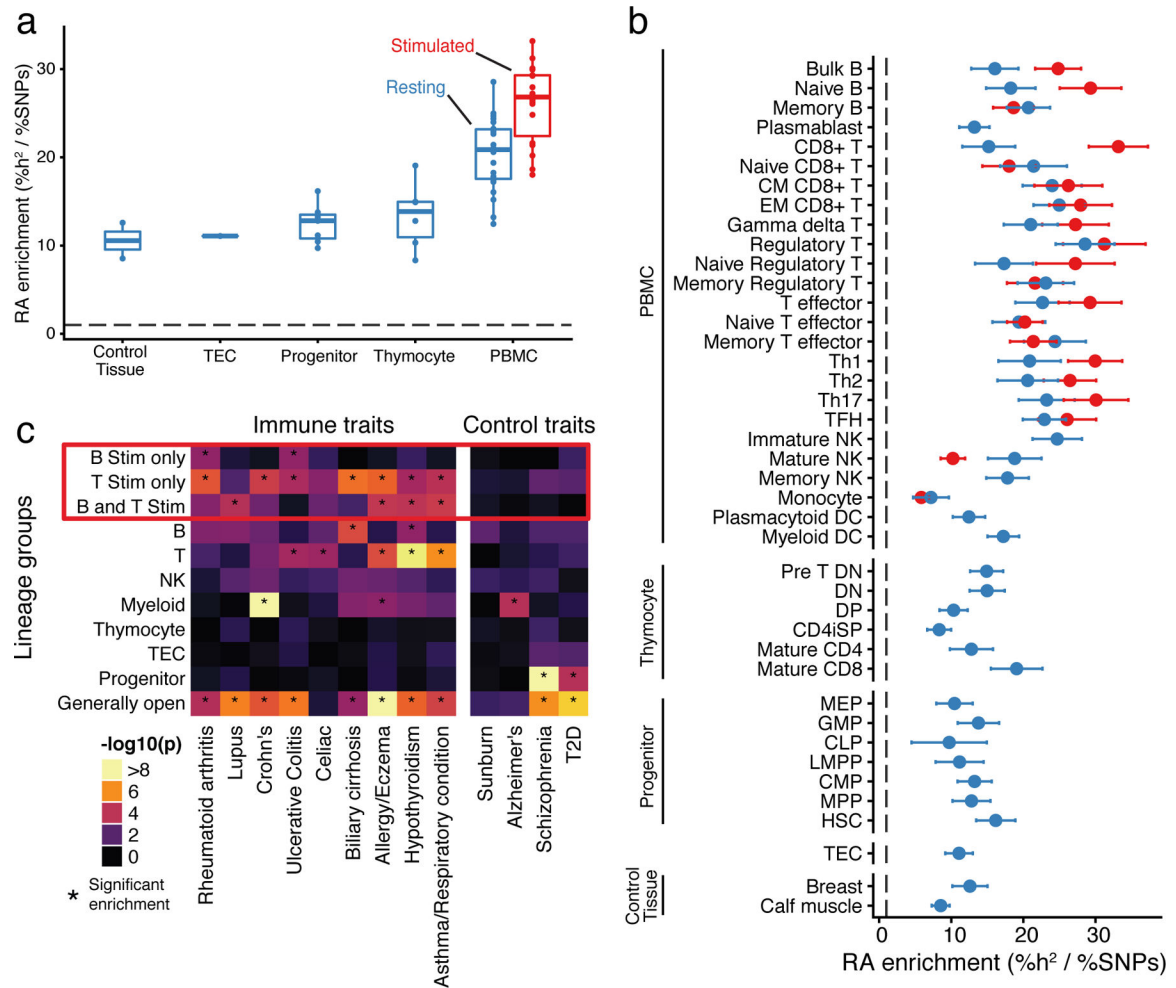 a
RA enrichment (%h² / %SNPs)
30
20
10
0
Stimulated
Resting
Control
Tissue
TEC
Progenitor
Thymocyte
PBMC
b
PBMC
Bulk B
Naive B
Memory B
Plasmablast
CD8+ T
Naive CD8+ T
CM CD8+ T
EM CD8+ T
Gamma delta T
Regulatory T
Naive Regulatory T
Memory Regulatory T
T effector
Naive T effector
Memory T effector
Th1
Th2
Th17
TFH
Immature NK
Mature NK
Memory NK
Monocyte
Plasmacytoid DC
Myeloid DC
Thymocyte
Pre T DN
DN
DP
CD4iSP
Mature CD4
Mature CD8
Progenitor
MEP
GMP
CLP
LMPP
CMP
MPP
HSC
TEC
Control
Tissue
Breast
Calf muscle
0
10
20
30
RA enrichment (%h² / %SNPs)
c
Immune traits
Control traits
Lineage groups
B Stim only
T Stim only
B and T Stim
B
T
NK
Myeloid
Thymocyte
TEC
Progenitor
Generally open
Rheumatoid arthritis
Lupus
Crohn's
Ulcerative Colitis
Celiac
Biliary cirrhosis
Allergy/Eczema
Hypothyroidism
Asthma/Respiratory condition
Sunburn
Alzheimer's
Schizophrenia
T2D
-log10(p)
>8
6
4
2
0
* Significant
enrichment